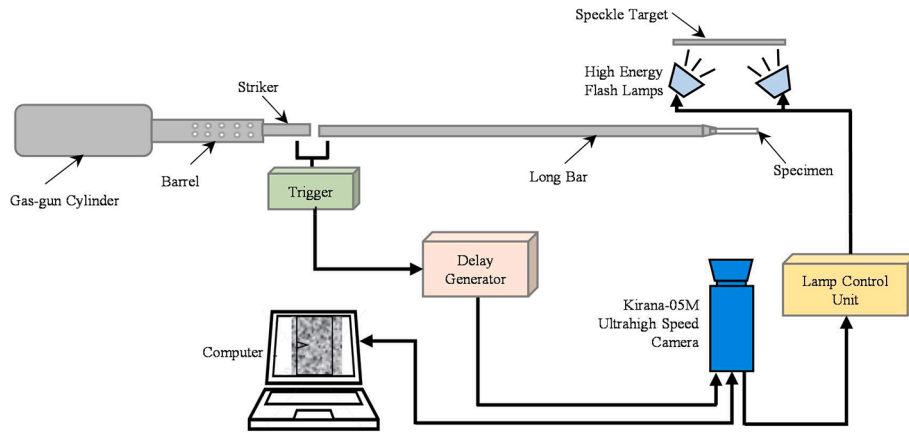 Speckle Target
High Energy
Flash Lamps
Striker
Barrel
Gas-gun Cylinder
Long Bar
Specimen
Trigger
Delay
Generator
Lamp Control
Unit
Kirana-05M
Ultrahigh Speed
Camera
Computer